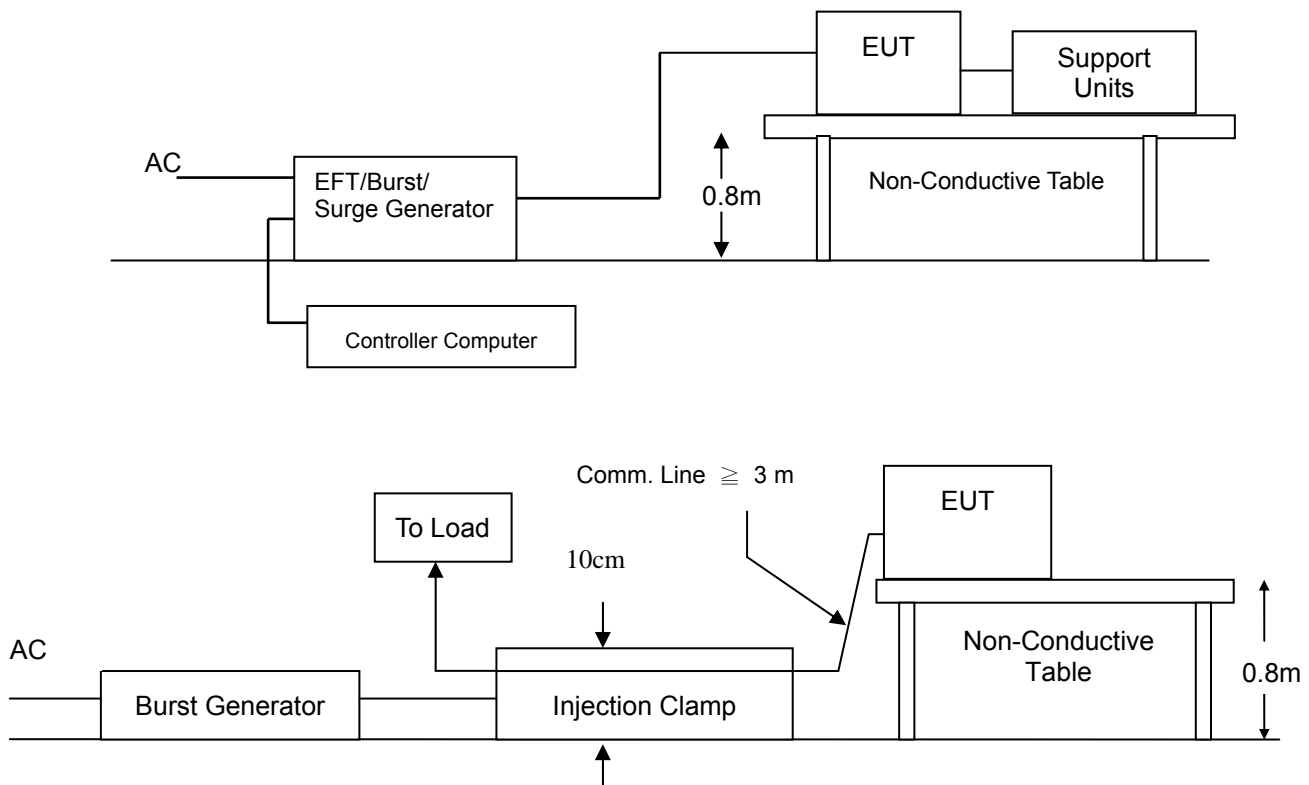 EUT
Support
Units
AC
EFT/Burst/
Surge Generator
0.8m
Non-Conductive Table
Controller Computer
Comm. Line ≧ 3 m
EUT
To Load
10cm
AC
Non-Conductive
Table
0.8m
Burst Generator
Injection Clamp